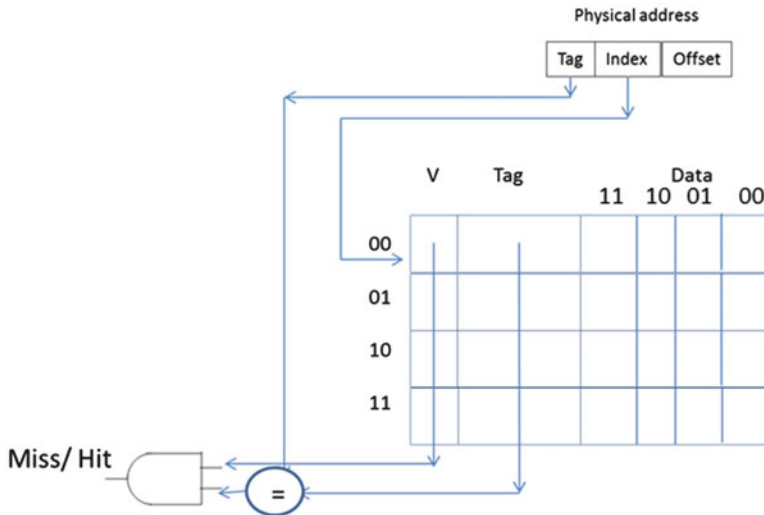 Physical address
Tag Index Offset
V Tag Data
11 10 01 00
00
01
10
11
Miss/ Hit
=